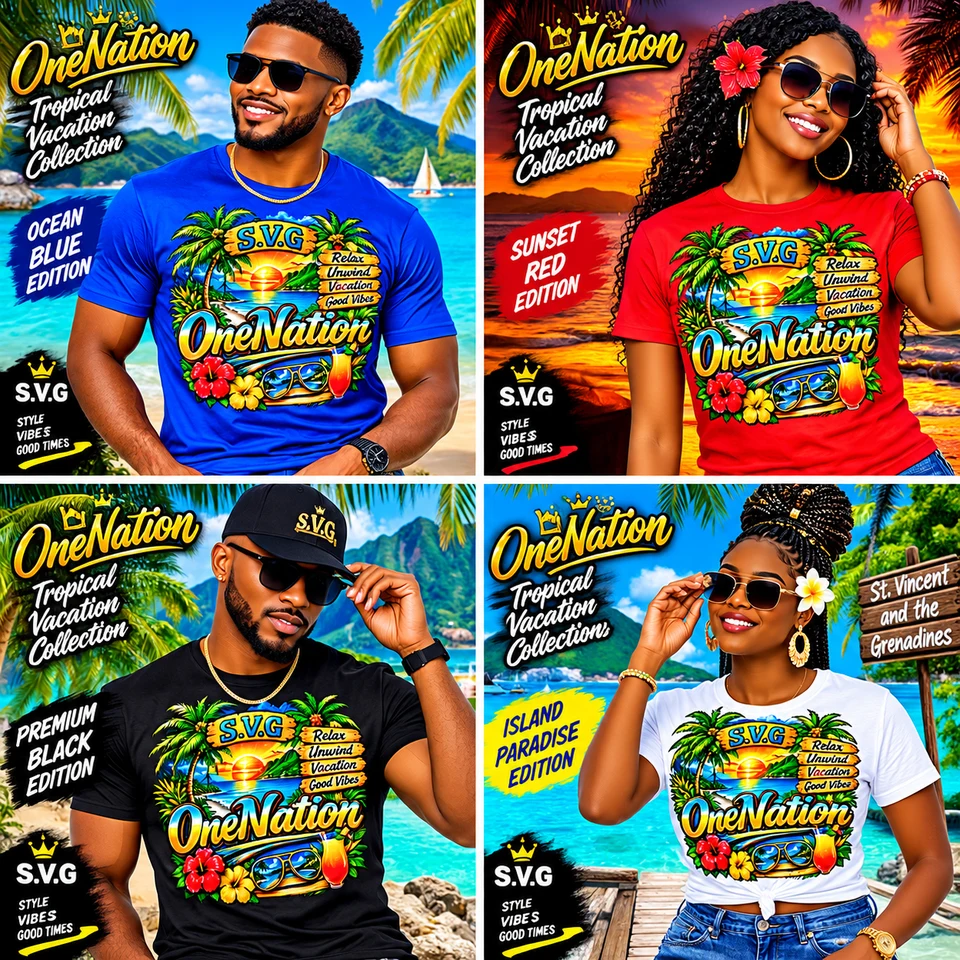 OneNation
Tropical
Vacation
Collection
OCEAN
BLUE
EDITION
S.V.G
Relax
Unwind
Vacation
Good Vibes
OneNation
S.V.G
STYLE
VIBES
GOOD TIMES
OneNation
Tropical
Vacation
Collection
SUNSET
RED
EDITION
S.V.G
Relax
Unwind
Vacation
Good Vibes
OneNation
S.V.G
STYLE
VIBES
GOOD TIMES
OneNation
Tropical
Vacation
Collection
S.V.G.
PREMIUM
BLACK
EDITION
S.V.G
Relax
Unwind
Vacation
Good Vibes
OneNation
S.V.G
STYLE
VIBES
GOOD TIMES
OneNation
Tropical
Vacation
Collections
St. Vincent
and the
Grenadines
ISLAND
PARADISE
EDITION
S.V.G
Relax
Unwind
Vacation
Good Vibes
OneNation
S.V.G
STYLE
VIBES
GOOD TIMES